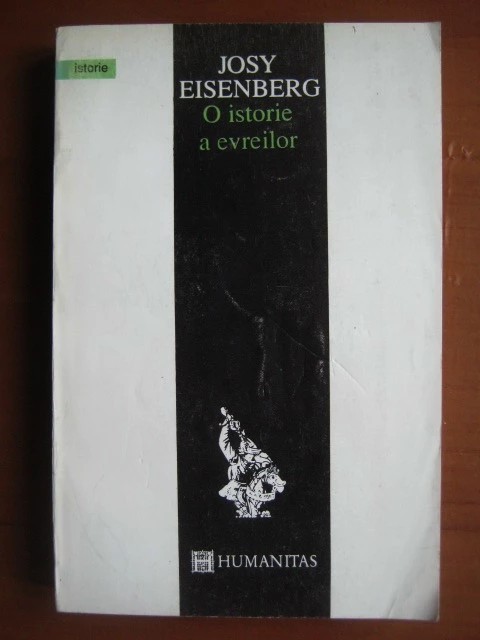 istorie
JOSY
EISENBERG
O istorie
a evreilor
HUMANITAS